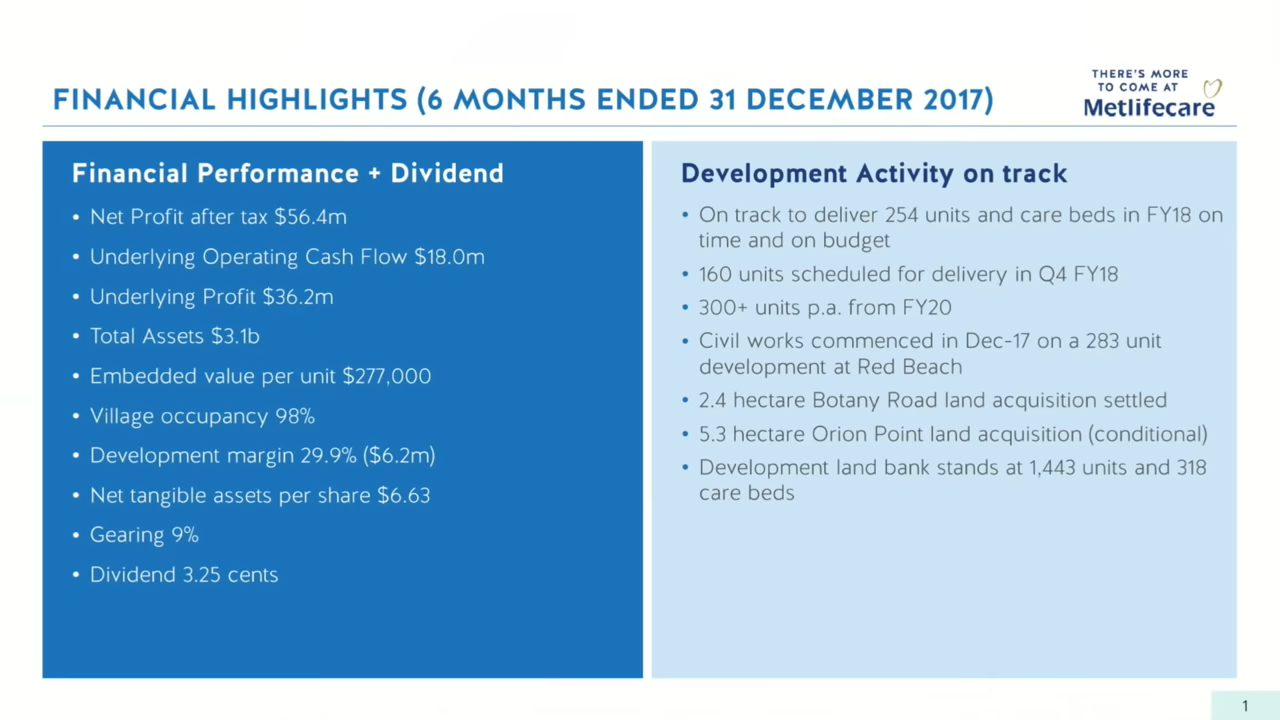 FINANCIAL HIGHLIGHTS (6 MONTHS ENDED 31 DECEMBER 2017)
THERE'S MORE
TO COME AT
Metlifecare
Financial Performance + Dividend
• Net Profit after tax $56.4m
• Underlying Operating Cash Flow $18.0m
• Underlying Profit $36.2m
• Total Assets $3.1b
• Embedded value per unit $277,000
• Village occupancy 98%
• Development margin 29.9% ($6.2m)
• Net tangible assets per share $6.63
• Gearing 9%
• Dividend 3.25 cents
Development Activity on track
• On track to deliver 254 units and care beds in FY18 on
time and on budget
• 160 units scheduled for delivery in Q4 FY18
• 300+ units p.a. from FY20
• Civil works commenced in Dec-17 on a 283 unit
development at Red Beach
• 2.4 hectare Botany Road land acquisition settled
• 5.3 hectare Orion Point land acquisition (conditional)
• Development land bank stands at 1,443 units and 318
care beds
1